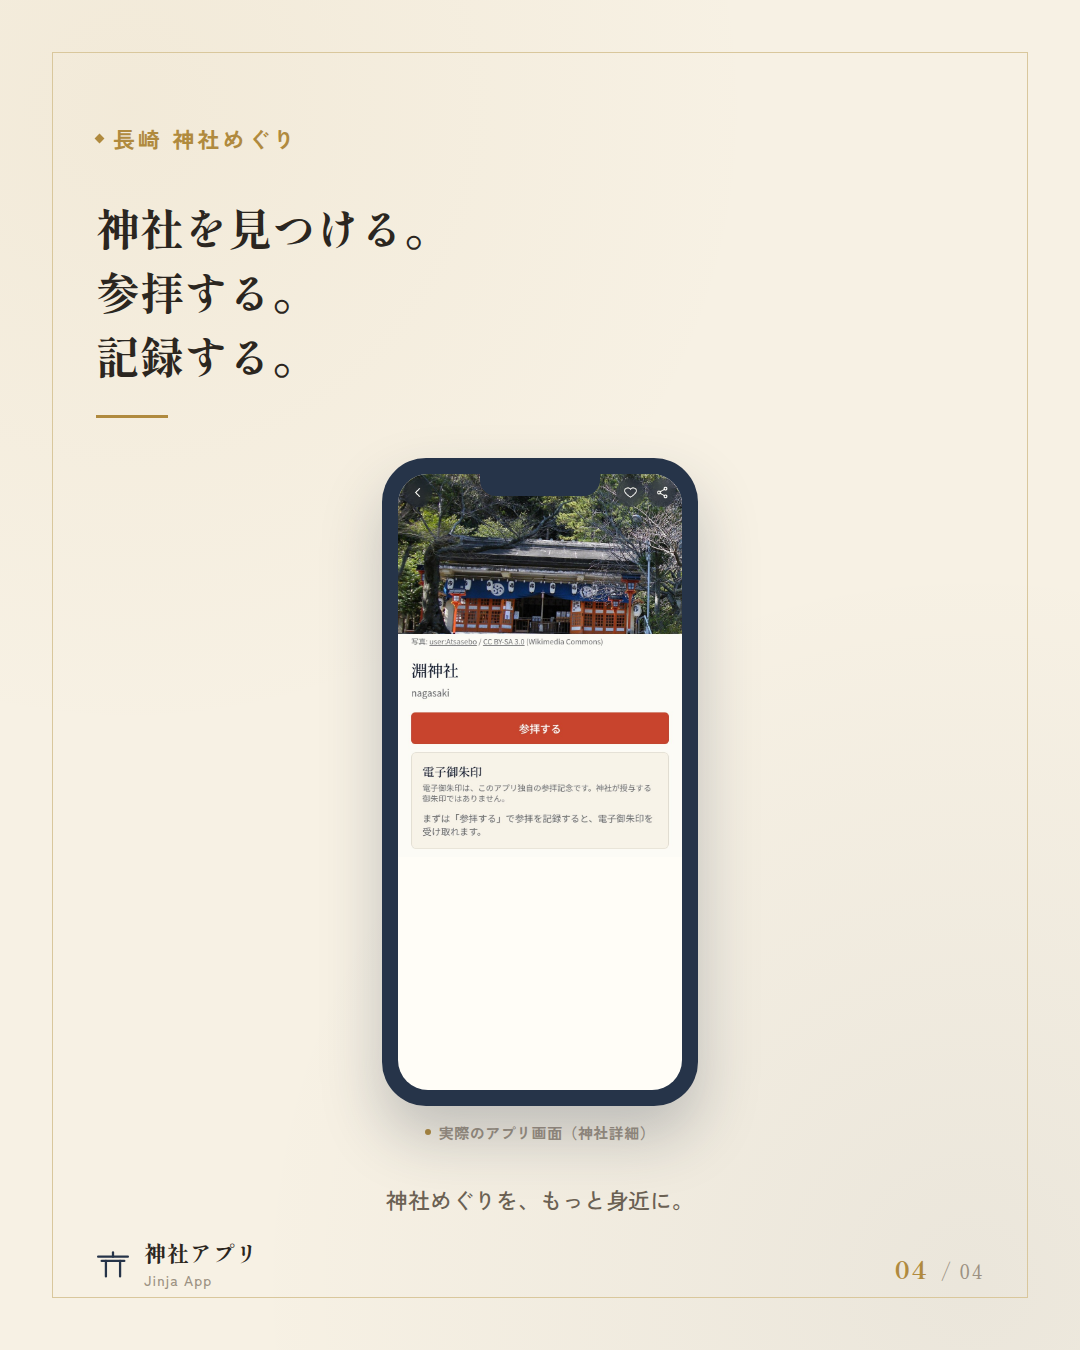 長崎 神社めぐり
神社を見つける。
参拝する。
記録する。
写真: user:Atsasebo / CC BY-SA 3.0 (Wikimedia Commons)
淵神社
nagasaki
参拝する
電子御朱印
電子御朱印は、このアプリ独自の参拝記念です。神社が授与する
御朱印ではありません。
まずは「参拝する」で参拝を記録すると、電子御朱印を
受け取れます。
実際のアプリ画面（神社詳細）
神社めぐりを、もっと身近に。
神社アプリ
Jinja App
04 / 04